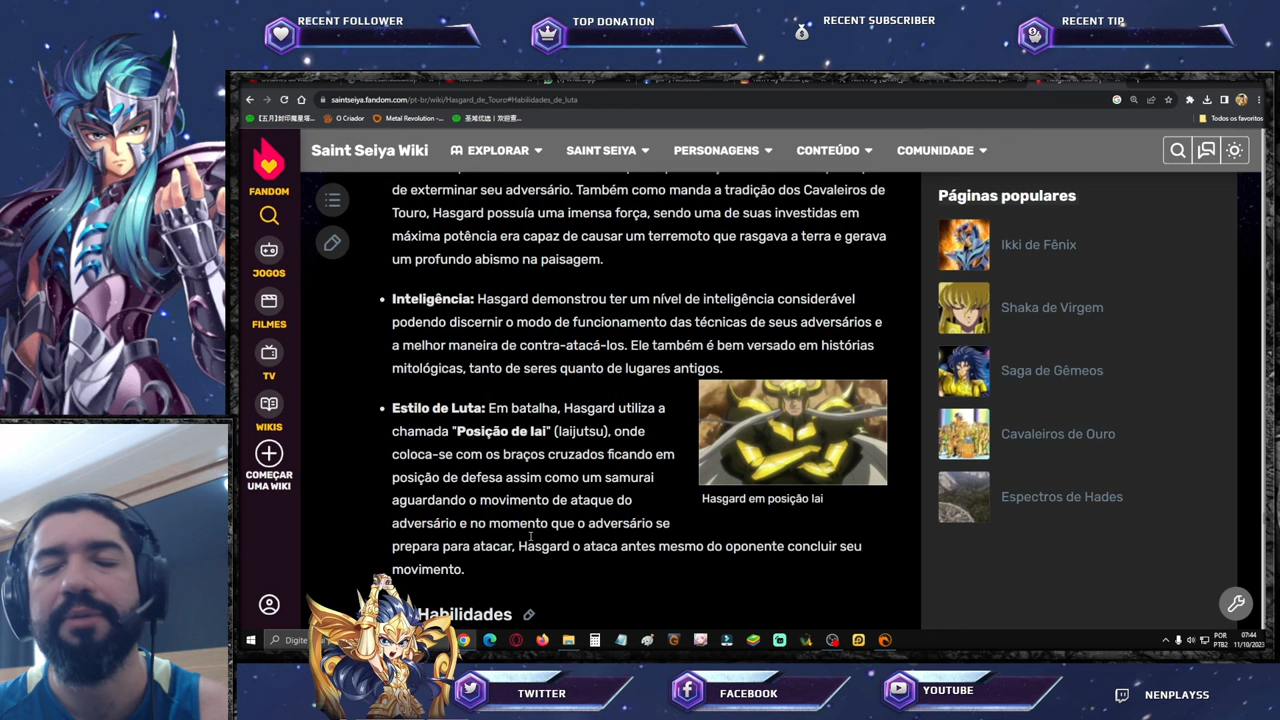 RECENT FOLLOWER
TOP DONATION
RECENT SUBSCRIBER
RECENT TIP
saintseiya.fandom.com/pt-br/wiki/Hasgard_de_Touro#Habilidades_de_luta
O Criador
Metal Revolution -...
Todos os favoritos
FANDOM
JOGOS
FILMES
TV
WIKIS
COMEÇAR
UMA WIKI
Saint Seiya Wiki
EXPLORAR
SAINT SEIYA
PERSONAGENS
CONTEÚDO
COMUNIDADE
de exterminar seu adversário. Também como manda a tradição dos Cavaleiros de
Touro, Hasgard possuía uma imensa força, sendo uma de suas investidas em
máxima potência era capaz de causar um terremoto que rasgava a terra e gerava
um profundo abismo na paisagem.
Inteligência: Hasgard demonstrou ter um nível de inteligência considerável
podendo discernir o modo de funcionamento das técnicas de seus adversários e
a melhor maneira de contra-atacá-los. Ele também é bem versado em histórias
mitológicas, tanto de seres quanto de lugares antigos.
Estilo de Luta: Em batalha, Hasgard utiliza a
chamada "Posição de Iai" (Iaijutsu), onde
coloca-se com os braços cruzados ficando em
posição de defesa assim como um samurai
aguardando o movimento de ataque do
adversário e no momento que o adversário se
prepara para atacar, Hasgard o ataca antes mesmo do oponente concluir seu
movimento.
Hasgard em posição Iai
Habilidades
Páginas populares
Ikki de Fênix
Shaka de Virgem
Saga de Gêmeos
Cavaleiros de Ouro
Espectros de Hades
Digite
POR
PTB2
07:44
11/10/2023
TWITTER
FACEBOOK
YOUTUBE
NENPLAYSS